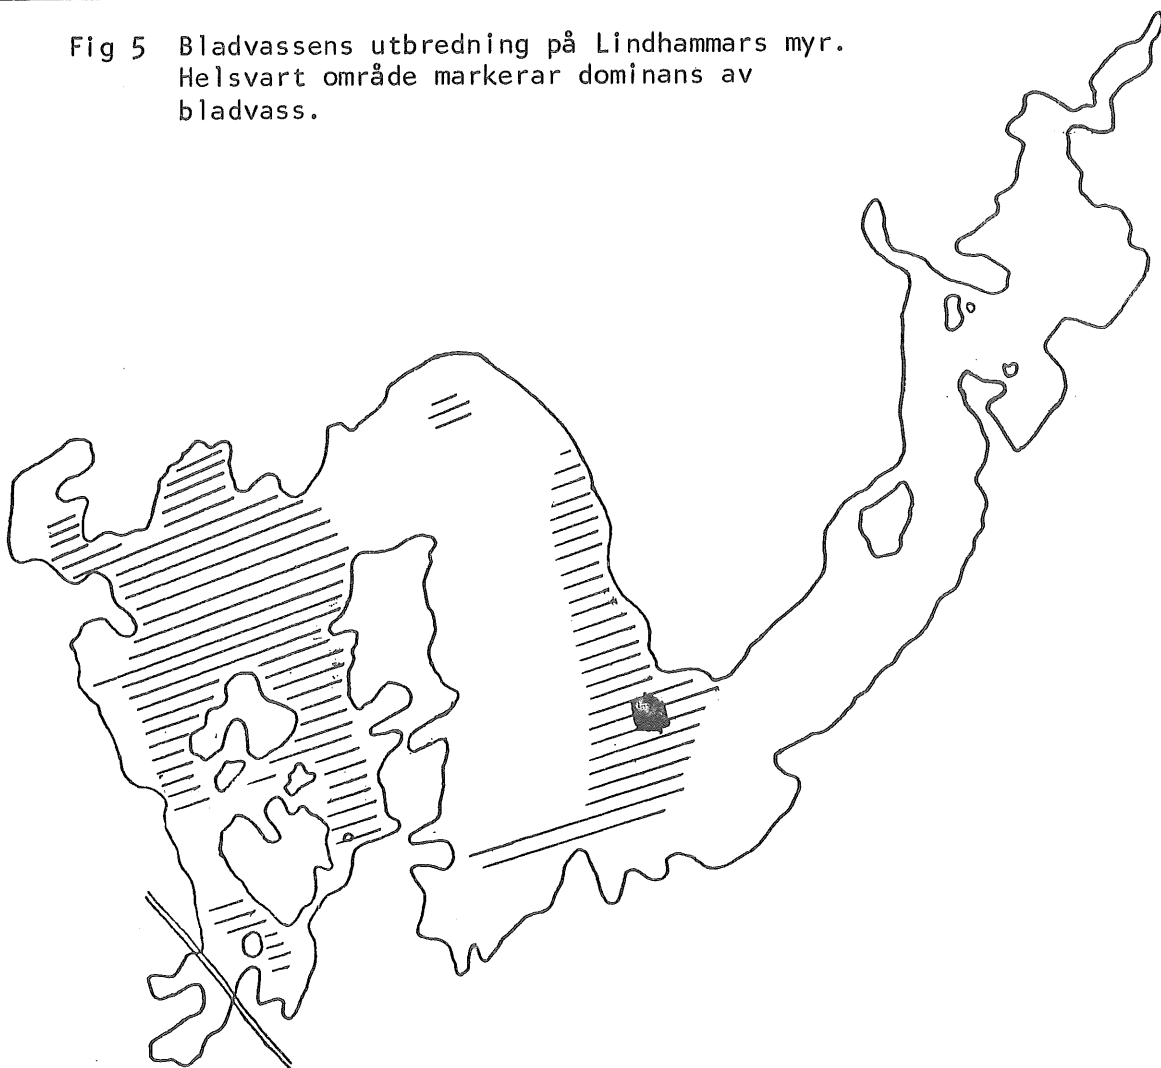 Fig 5 Bladvassens utbredning på Lindhammars myr.
Helsvart område markerar dominans av
bladvass.